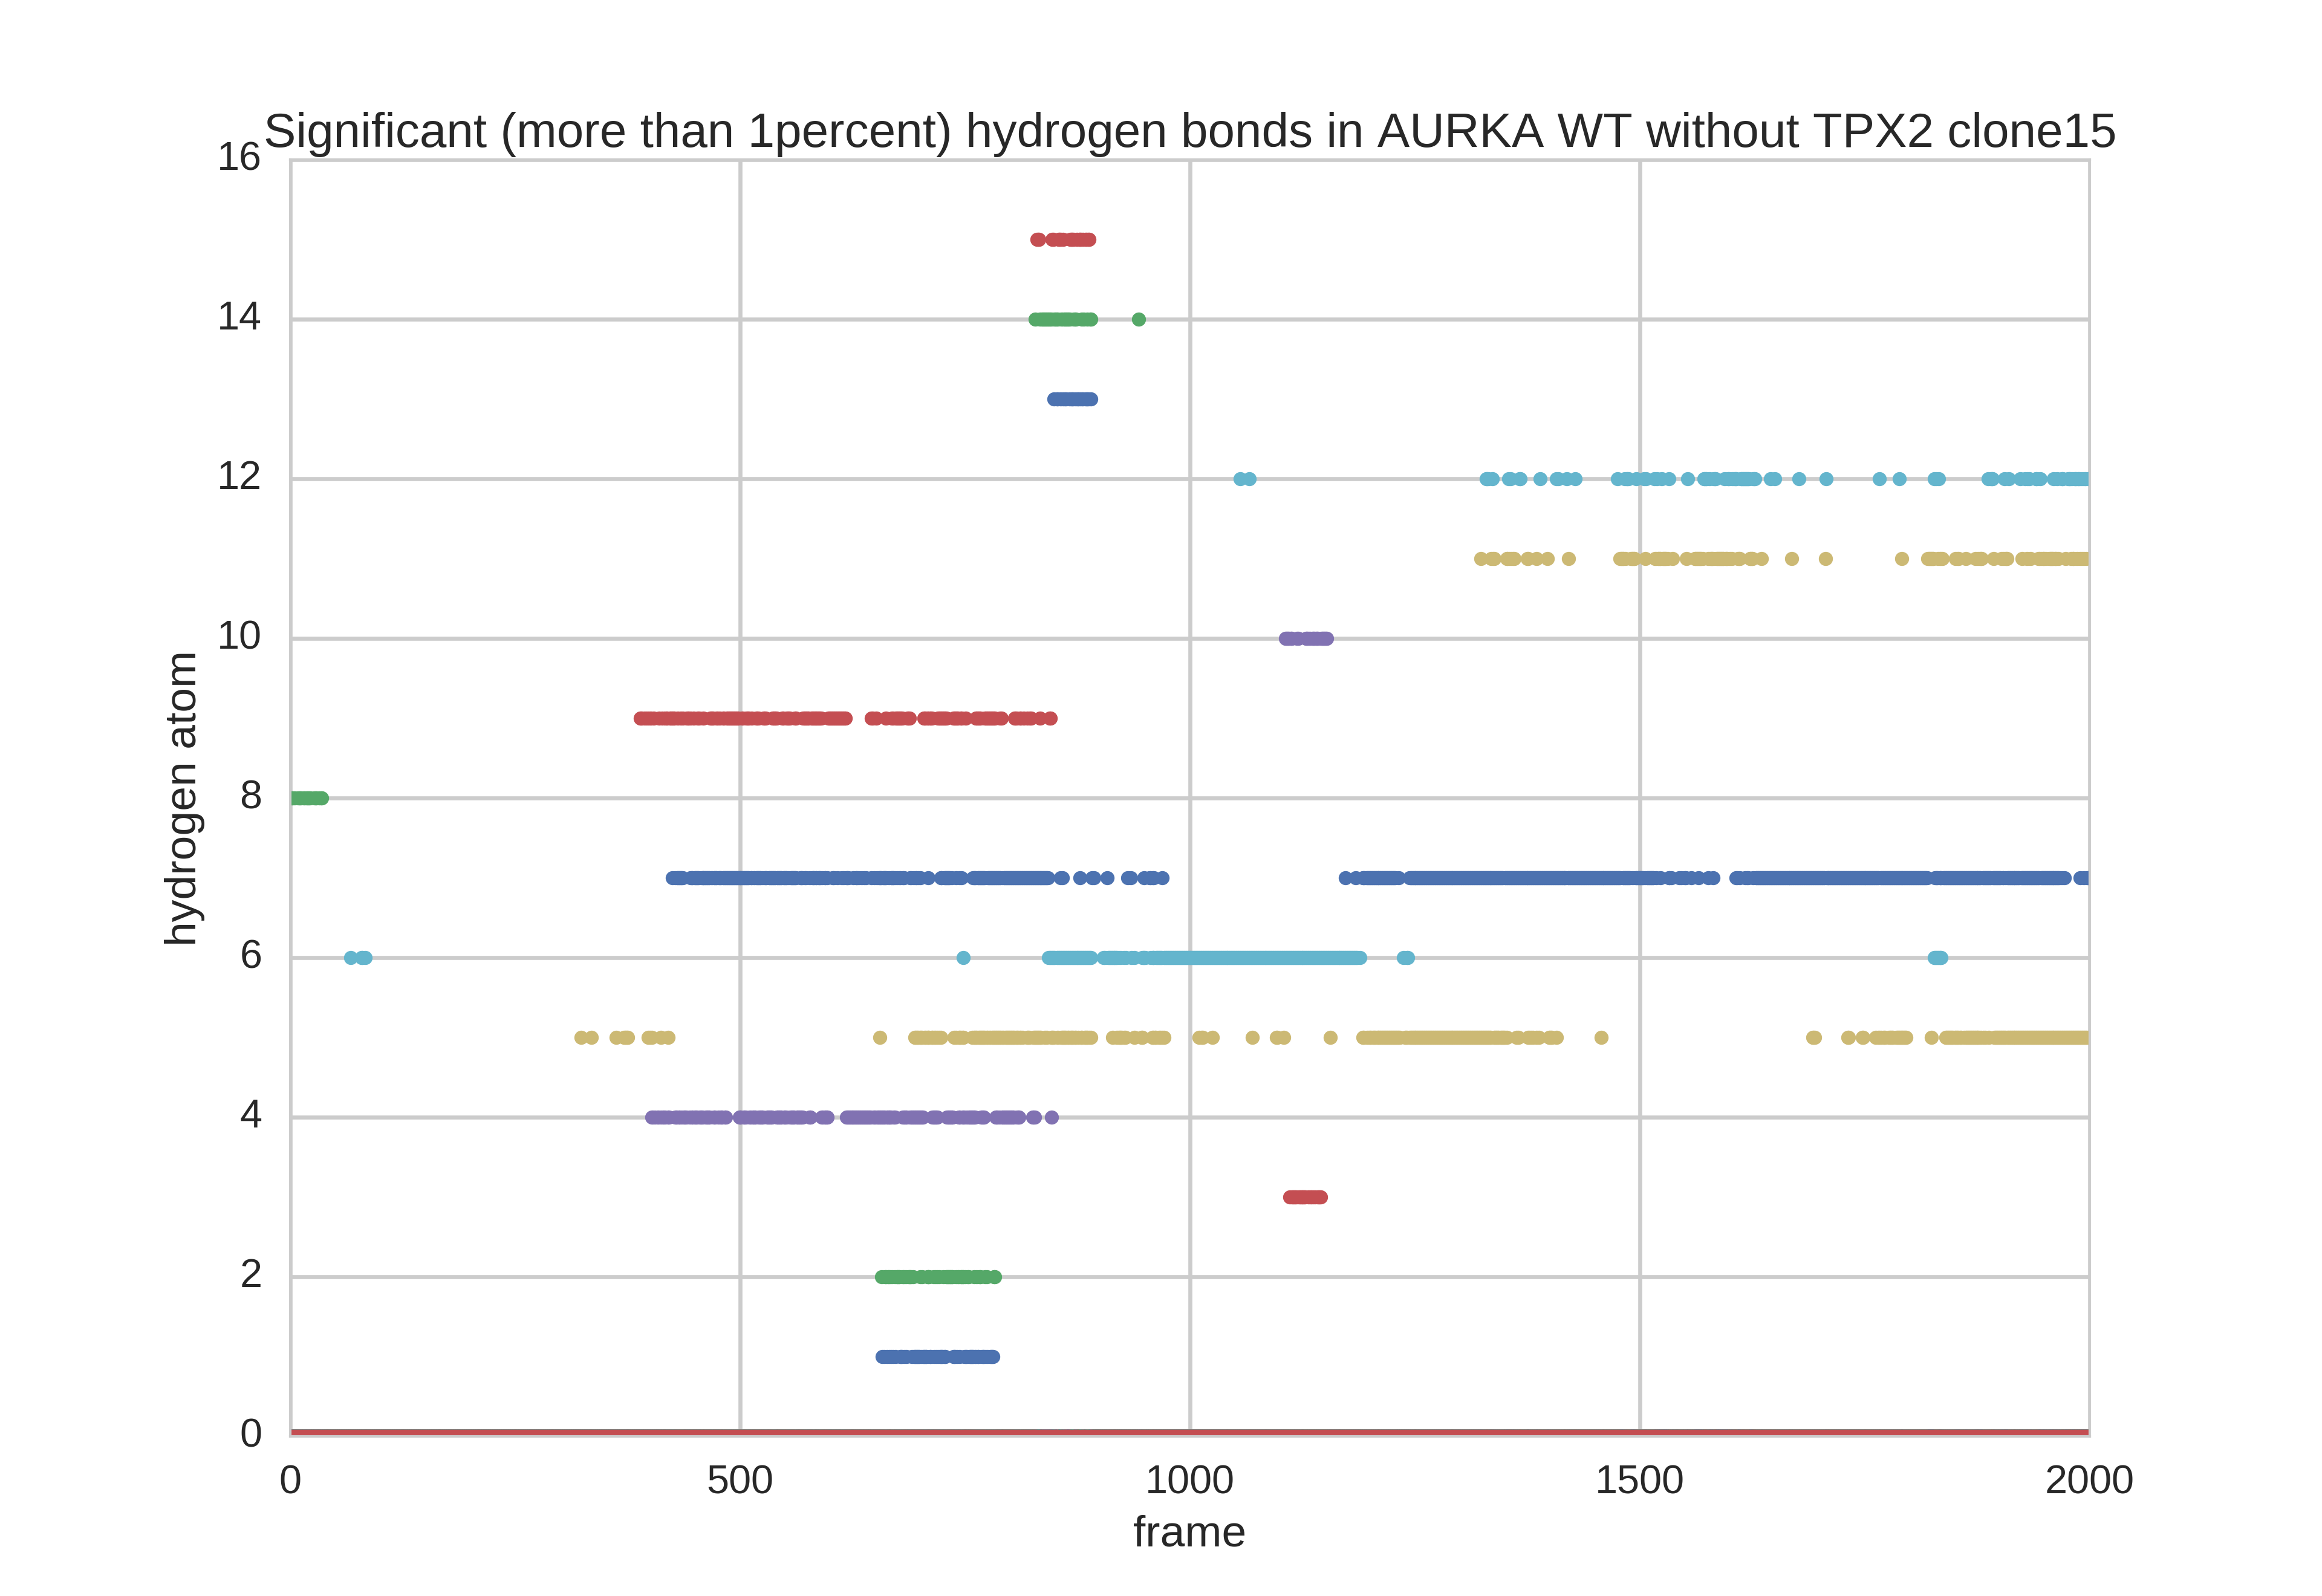 Significant (more than 1percent) hydrogen bonds in AURKA WT without TPX2 clone15
16
14
12
10
8
6
4
2
0
hydrogen atom
0 500 1000 1500 2000
frame